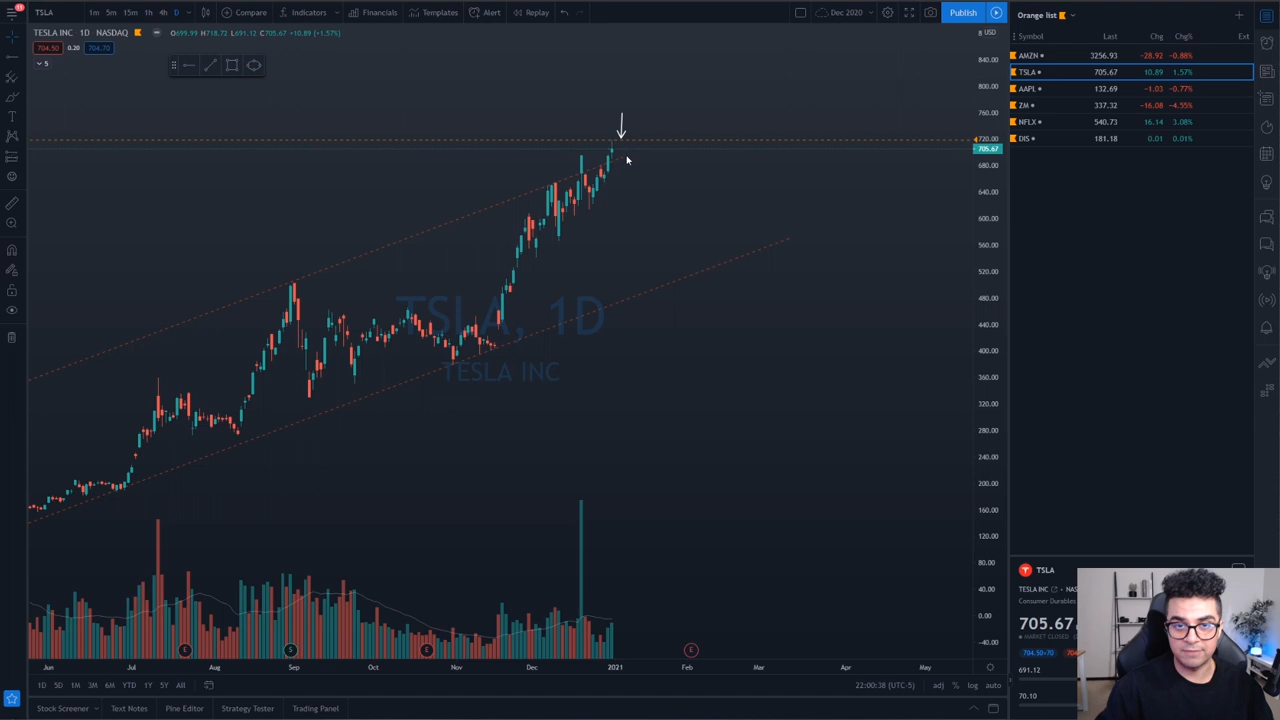 11
TSLA 1m 5m 15m 1h 4h D Compare Indicators Financials Templates Alert Replay Dec 2020 Publish
Orange list
TESLA INC 1D NASDAQ O699.99 H718.72 L691.12 C705.67 +10.89 (+1.57%)
704.50 0.20 704.70
5
8 USD
840.00
800.00
760.00
720.00
705.67
680.00
640.00
600.00
560.00
520.00
480.00
440.00
400.00
360.00
320.00
280.00
240.00
200.00
160.00
120.00
80.00
40.00
0.00
−40.00
TSLA, 1D
TESLA INC
E S E E
Jun Jul Aug Sep Oct Nov Dec 2021 Feb Mar Apr May
1D 5D 1M 3M 6M YTD 1Y 5Y All
22:00:38 (UTC-5) adj % log auto
Stock Screener Text Notes Pine Editor Strategy Tester Trading Panel
Symbol Last Chg Chg% Ext
AMZN 3256.93 −28.92 −0.88%
TSLA 705.67 10.89 1.57%
AAPL 132.69 −1.03 −0.77%
ZM 337.32 −16.08 −4.55%
NFLX 540.73 16.14 3.08%
DIS 181.18 0.01 0.01%
TSLA
TESLA INC
Consumer Durables
705.67
MARKET CLOSED
704.50×70
691.12
70.10